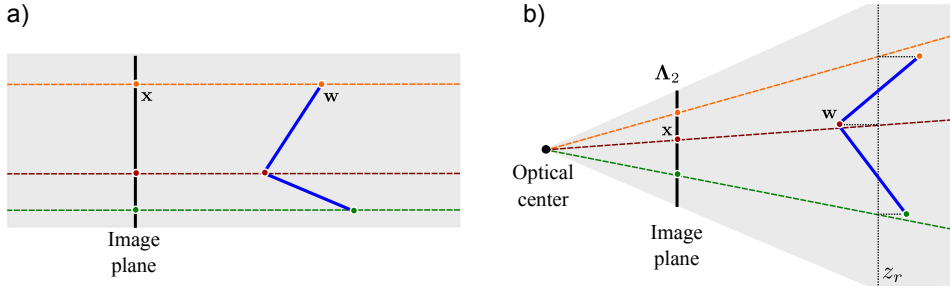 a)
x
w
Image
plane
b)
Λ₂
w
x
Optical
center
Image
plane
zᵣ